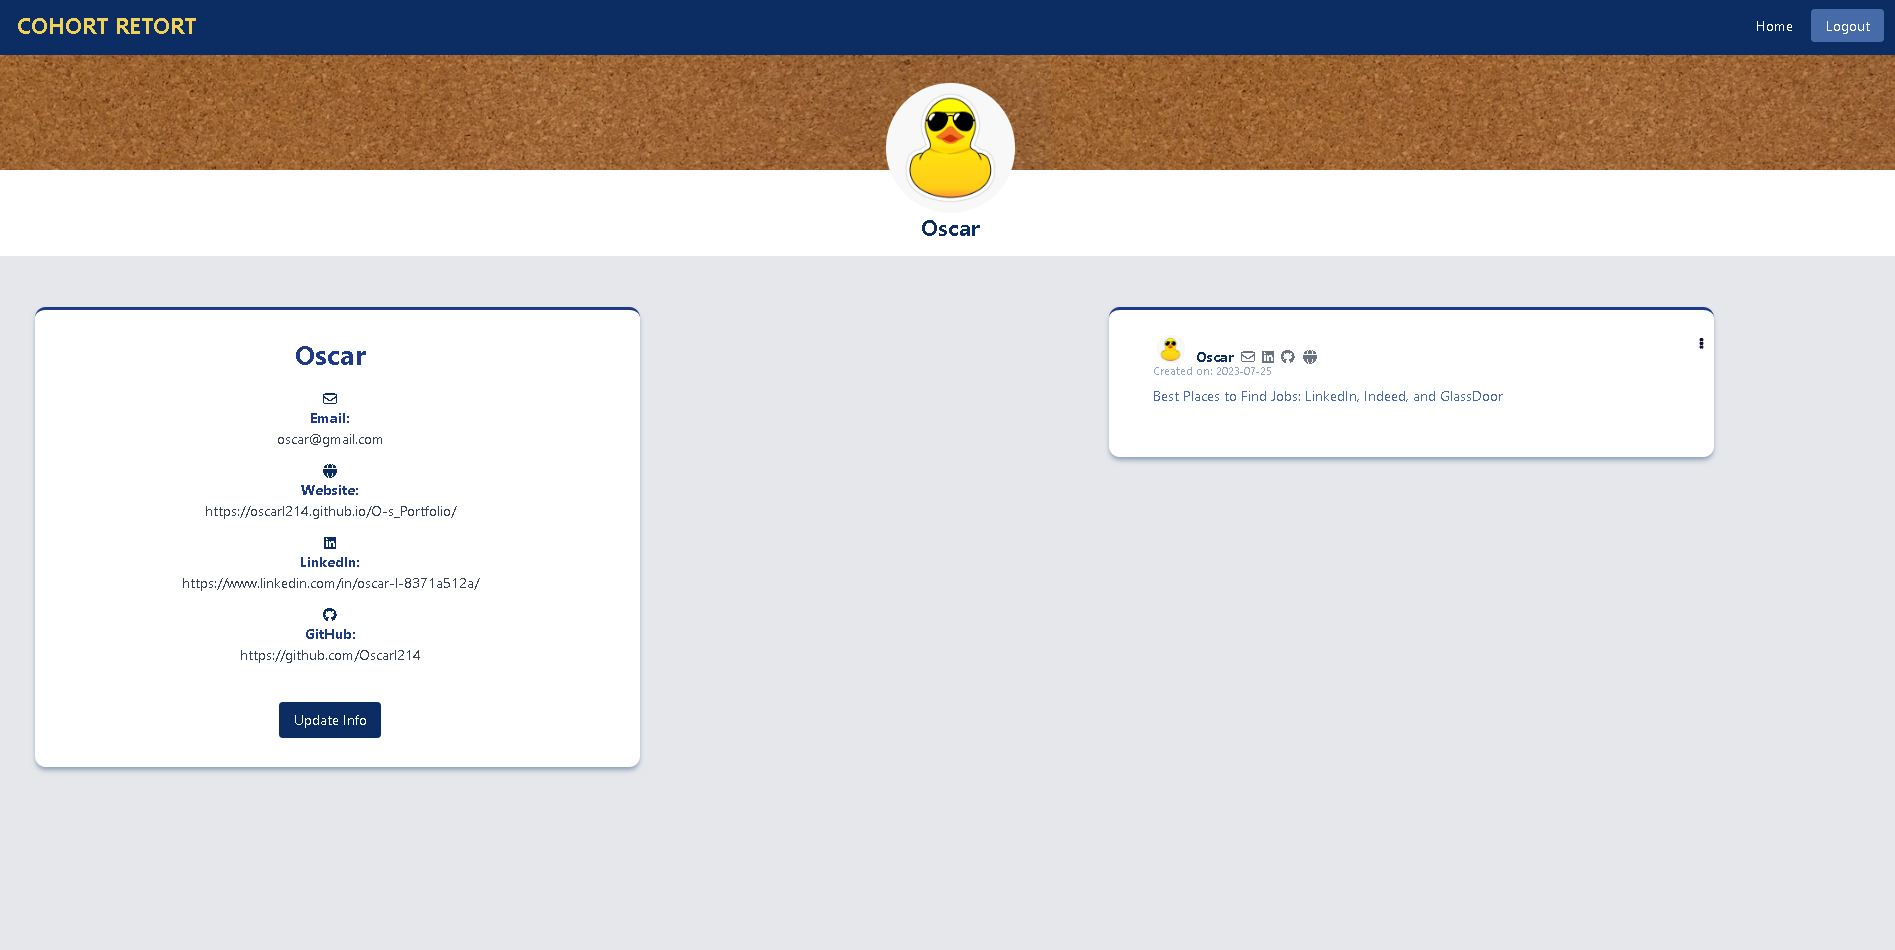 COHORT RETORT
Home
Logout
Oscar
Oscar
Email:
oscar@gmail.com
Website:
https://oscarl214.github.io/O-s_Portfolio/
LinkedIn:
https://www.linkedin.com/in/oscar-l-8371a512a/
GitHub:
https://github.com/Oscarl214
Update Info
Oscar
Created on: 2023-07-25
Best Places to Find Jobs: LinkedIn, Indeed, and GlassDoor